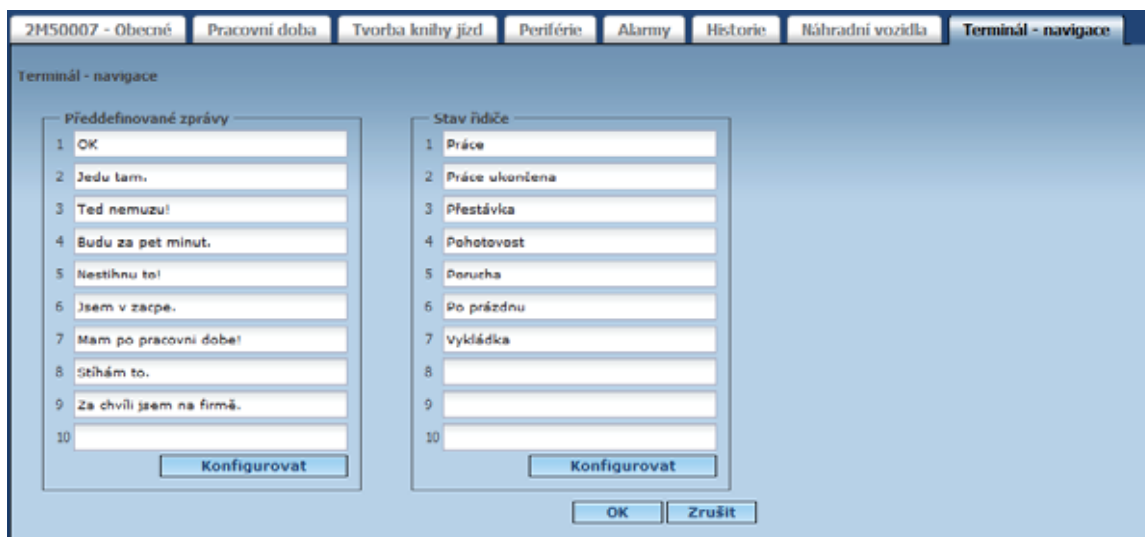 2M50007 - Obecné Pracovní doba Tvorba knihy jízd Periférie Alarmy Historie Náhradní vozidla Terminál - navigace
Terminál - navigace
Předdefinované zprávy
1 OK
2 Jedu tam.
3 Ted nemuzu!
4 Budu za pet minut.
5 Nestihnu to!
6 Jsem v zacpe.
7 Mam po pracovni dobe!
8 Stíhám to.
9 Za chvíli jsem na firmě.
10
Konfigurovat
Stav řidiče
1 Práce
2 Práce ukončena
3 Přestávka
4 Pohotovost
5 Porucha
6 Po prázdnu
7 Vykládka
8
9
10
Konfigurovat
OK Zrušit